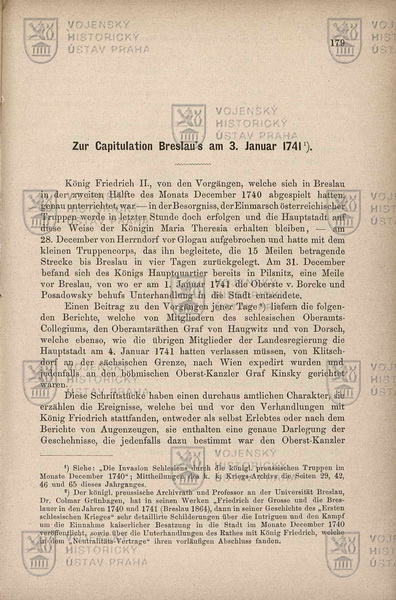 179
Zur Capitulation Breslau's am 3. Januar 1741¹).
König Friedrich II., von den Vorgängen, welche sich in Breslau
in der zweiten Hälfte des Monats December 1740 abgespielt hatten,
genau unterrichtet, war — in der Besorgniss, der Einmarsch österreichischer
Truppen werde in letzter Stunde doch erfolgen und die Hauptstadt auf
diese Weise der Königin Maria Theresia erhalten bleiben, — am
28. December von Herrndorf vor Glogau aufgebrochen und hatte mit dem
kleinen Truppencorps, das ihn begleitete, die 15 Meilen betragende
Strecke bis Breslau in vier Tagen zurückgelegt. Am 31. December
befand sich des Königs Hauptquartier bereits in Pilsnitz, eine Meile
vor Breslau, von wo er am 1. Januar 1741 die Oberste v. Borcke und
Posadowsky behufs Unterhandlungen in die Stadt entsendete.
Einen Beitrag zu den Vorgängen jener Tage²) liefern die folgen-
den Berichte, welche von Mitgliedern des schlesischen Oberamts-
Collegiums, den Oberamtsräthen Graf von Haugwitz und von Dorsch,
welche ebenso, wie die übrigen Mitglieder der Landesregierung die
Hauptstadt am 4. Januar 1741 hatten verlassen müssen, von Klitsch-
dorf an der sächsischen Grenze, nach Wien expedirt wurden und
jedenfalls an den böhmischen Oberst-Kanzler Graf Kinsky gerichtet
waren.
Diese Schriftstücke haben einen durchaus amtlichen Charakter, sie
erzählen die Ereignisse, welche bei und vor den Verhandlungen mit
König Friedrich stattfanden, entweder als selbst Erlebtes oder nach dem
Berichte von Augenzeugen, sie enthalten eine genaue Darlegung der
Geschehnisse, die jedenfalls dazu bestimmt war den Oberst-Kanzler
¹) Siehe: „Die Invasion Schlesiens durch die königl. preussischen Truppen im
Monate December 1740“; Mittheilungen des k. k. Kriegs-Archivs die Seiten 29, 42,
46 und 63 dieses Jahrganges.
²) Der königl. preussische Archivrath und Professor an der Universität Breslau,
Dr. Colmar Grünhagen, hat in seinen Werken „Friedrich der Grosse und die Bres-
lauer in den Jahren 1740 und 1741 (Breslau 1864), dann in seiner Geschichte des „Ersten
schlesischen Krieges“ sehr detaillirte Schilderungen über die Intriguen und den Kampf
um die Einnahme kaiserlicher Besatzung in die Stadt im Monate December 1740
veröffentlicht, sowie über die Unterhandlungen des Rathes mit König Friedrich, welche
in dem „Neutralitäts-Vertrage“ ihren vorläufigen Abschluss fanden.
VOJENSKÝ
HISTORICKÝ
ÚSTAV PRAHA